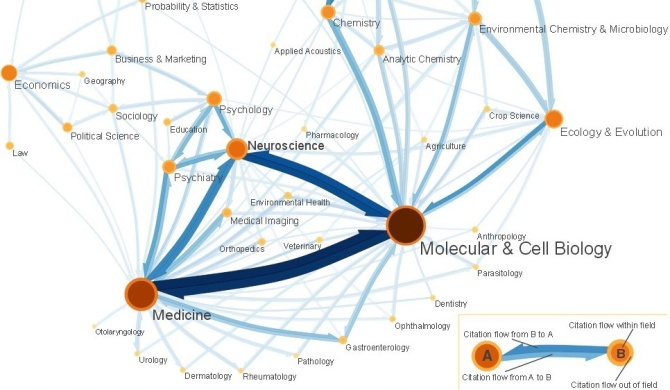 Probability & Statistics
Chemistry
Environmental Chemistry & Microbiology
Applied Acoustics
Business & Marketing
Analytic Chemistry
Geography
Economics
Psychology
Sociology
Crop Science
Education
Political Science
Pharmacology
Ecology & Evolution
Neuroscience
Agriculture
Law
Psychiatry
Environmental Health
Medical Imaging
Anthropology
Orthopedics
Veterinary
Molecular & Cell Biology
Parasitology
Dentistry
Medicine
Ophthalmology
Otolaryngology
Gastroenterology
Urology
Pathology
Dermatology
Rheumatology
Citation flow within field
Citation flow from B to A
A
B
Citation flow from A to B
Citation flow out of field